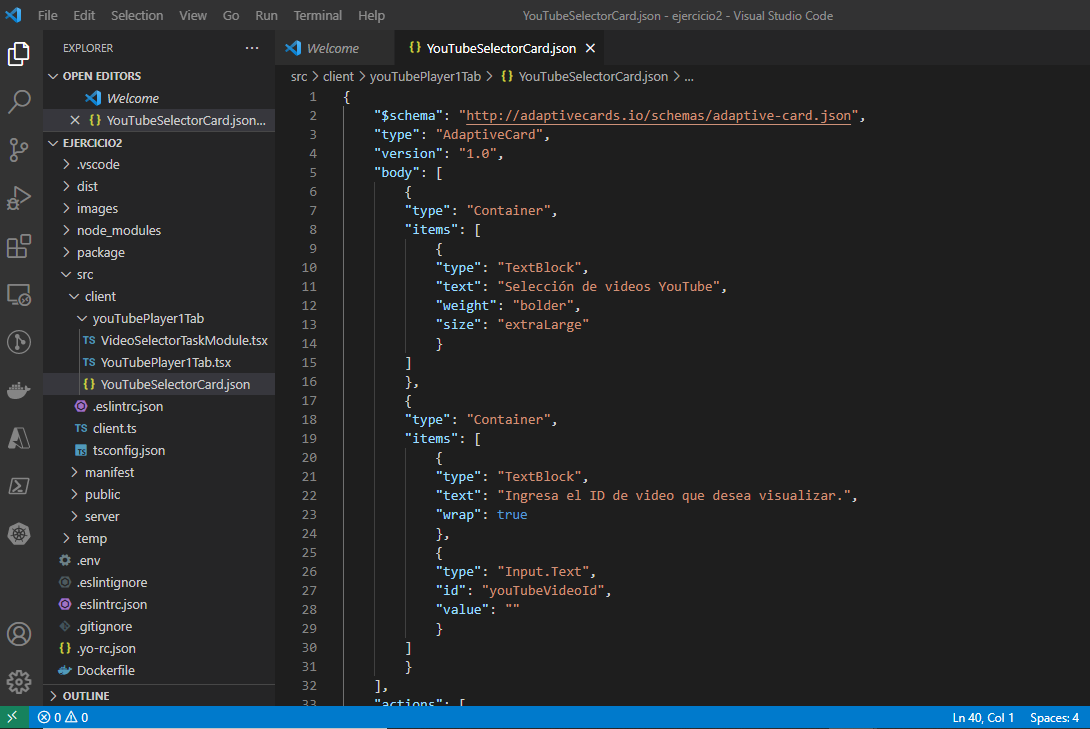 File Edit Selection View Go Run Terminal Help YouTubeSelectorCard.json - ejercicio2 - Visual Studio Code
EXPLORER ...
OPEN EDITORS
Welcome
YouTubeSelectorCard.json...
EJERCICIO2
.vscode
dist
images
node_modules
package
src
client
youTubePlayer1Tab
TS VideoSelectorTaskModule.tsx
TS YouTubePlayer1Tab.tsx
{} YouTubeSelectorCard.json
.eslintrc.json
TS client.ts
tsconfig.json
manifest
public
server
temp
.env
.eslintignore
.eslintrc.json
.gitignore
{} .yo-rc.json
Dockerfile
OUTLINE
Welcome {} YouTubeSelectorCard.json
src > client > youTubePlayer1Tab > {} YouTubeSelectorCard.json > ...
1 {
2 "$schema": "http://adaptivecards.io/schemas/adaptive-card.json",
3 "type": "AdaptiveCard",
4 "version": "1.0",
5 "body": [
6 {
7 "type": "Container",
8 "items": [
9 {
10 "type": "TextBlock",
11 "text": "Selección de videos YouTube",
12 "weight": "bolder",
13 "size": "extraLarge"
14 }
15 ]
16 },
17 {
18 "type": "Container",
19 "items": [
20 {
21 "type": "TextBlock",
22 "text": "Ingresa el ID de video que desea visualizar.",
23 "wrap": true
24 },
25 {
26 "type": "Input.Text",
27 "id": "youTubeVideoId",
28 "value": ""
29 }
30 ]
31 }
32 ],
33 "actions": [
0 0 Ln 40, Col 1 Spaces: 4